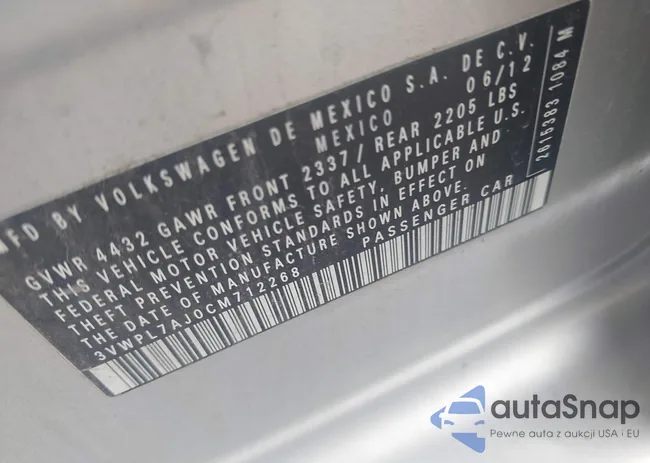 MFD BY VOLKSWAGEN DE MEXICO S.A. DE C.V.
MEXICO 06/12
GVWR 4432 GAWR FRONT 2337/ REAR 2205 LBS
THIS VEHICLE CONFORMS TO ALL APPLICABLE U.S.
FEDERAL MOTOR VEHICLE SAFETY, BUMPER AND
THEFT PREVENTION STANDARDS IN EFFECT ON
THE DATE OF MANUFACTURE SHOWN ABOVE.
3VWPL7AJ0CM712268 PASSENGER CAR
2615383 1084 M
autaSnap
Pewne auta z aukcji USA i EU